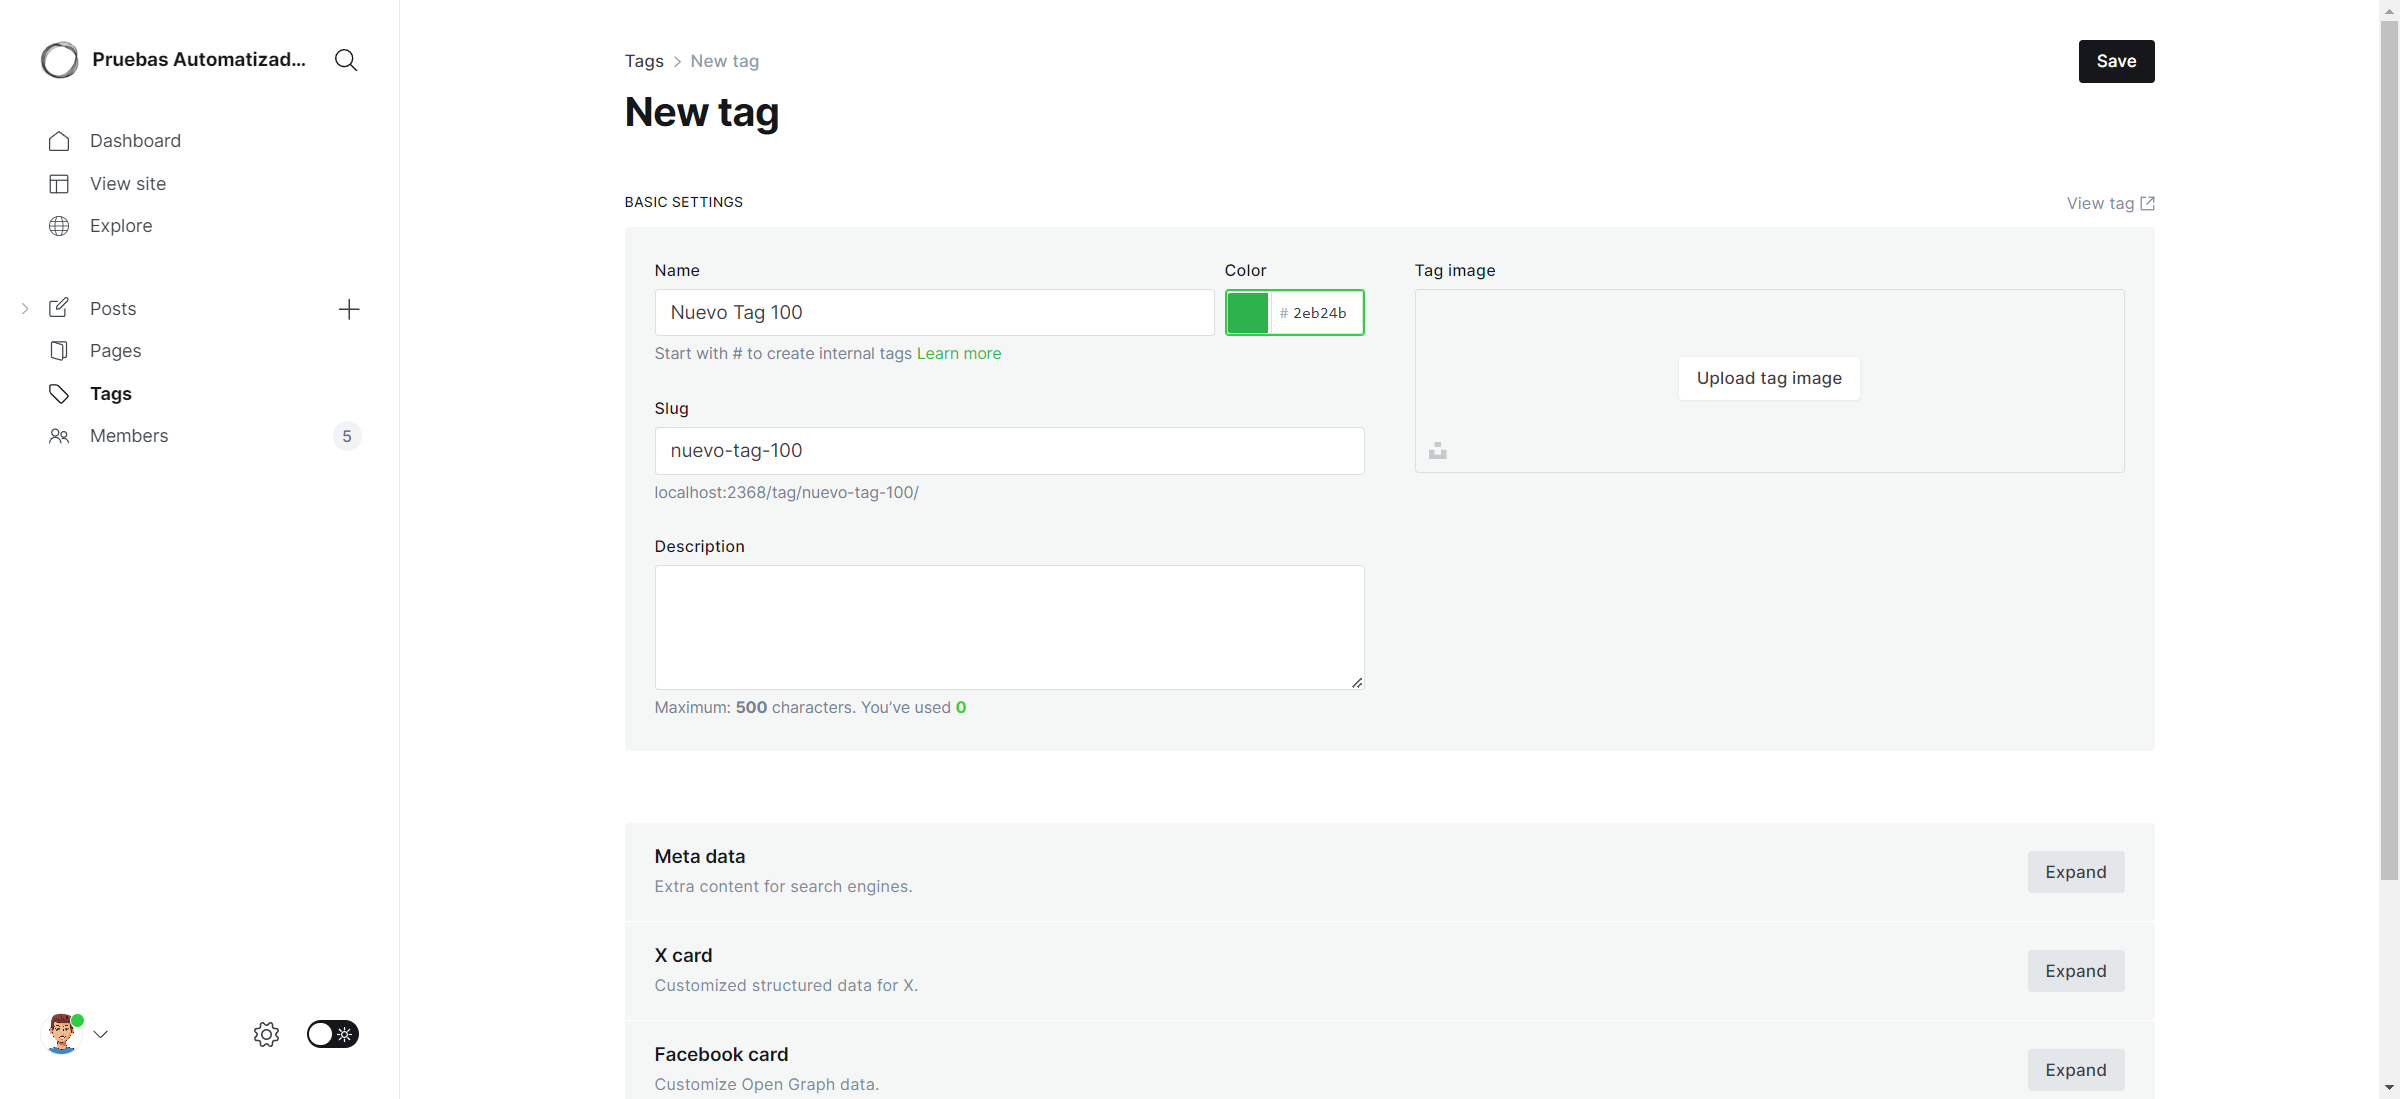 Pruebas Automatizad...
Dashboard
View site
Explore
Posts
Pages
Tags
Members
5
Tags
New tag
Save
New tag
BASIC SETTINGS
View tag
Name
Color
Tag image
Nuevo Tag 100
# 2eb24b
Upload tag image
Start with # to create internal tags Learn more
Slug
nuevo-tag-100
localhost:2368/tag/nuevo-tag-100/
Description
Maximum: 500 characters. You’ve used 0
Meta data
Extra content for search engines.
Expand
X card
Customized structured data for X.
Expand
Facebook card
Customize Open Graph data.
Expand